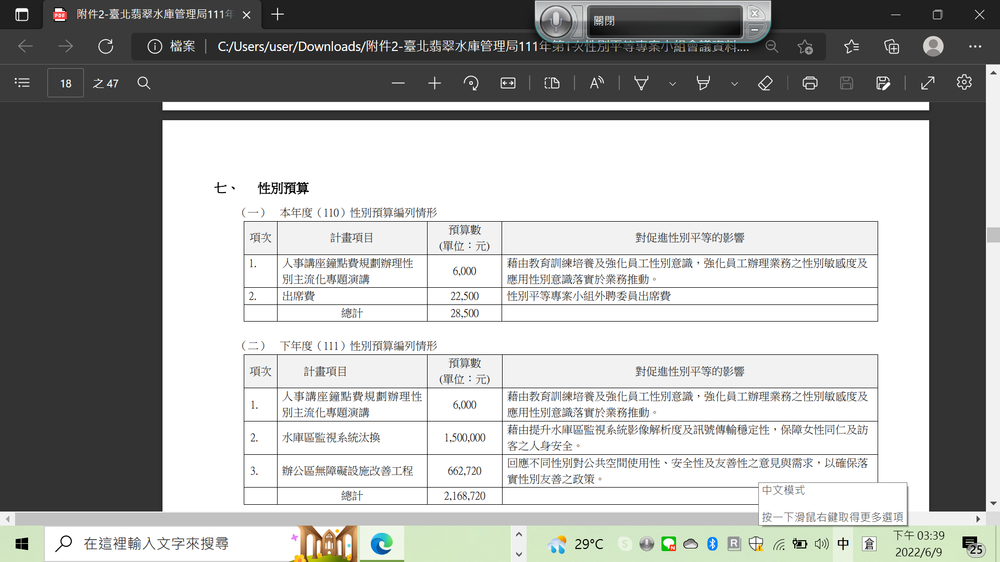 附件2-臺北翡翠水庫管理局111年
關閉
檔案
C:/Users/user/Downloads/附件2-臺北翡翠水庫管理局111年第1次性別平等專案小組會議資料....
18 之 47
七、 性別預算
（一） 本年度（110）性別預算編列情形
項次 計畫項目 預算數 (單位：元) 對促進性別平等的影響
1. 人事講座鐘點費規劃辦理性別主流化專題演講 6,000 藉由教育訓練培養及強化員工性別意識，強化員工辦理業務之性別敏感度及
應用性別意識落實於業務推動。
2. 出席費 22,500 性別平等專案小組外聘委員出席費
總計 28,500
（二） 下年度（111）性別預算編列情形
項次 計畫項目 預算數 (單位：元) 對促進性別平等的影響
1. 人事講座鐘點費規劃辦理性別主流化專題演講 6,000 藉由教育訓練培養及強化員工性別意識，強化員工辦理業務之性別敏感度及
應用性別意識落實於業務推動。
2. 水庫區監視系統汰換 1,500,000 藉由提升水庫區監視系統影像解析度及訊號傳輸穩定性，保障女性同仁及訪
客之人身安全。
3. 辦公區無障礙設施改善工程 662,720 回應不同性別對公共空間使用性、安全性及友善性之意見與需求，以確保落
實性別友善之政策。
總計 2,168,720
中文模式
按一下滑鼠右鍵取得更多選項
在這裡輸入文字來搜尋
29°C
中
倉
下午 03:39
2022/6/9
25